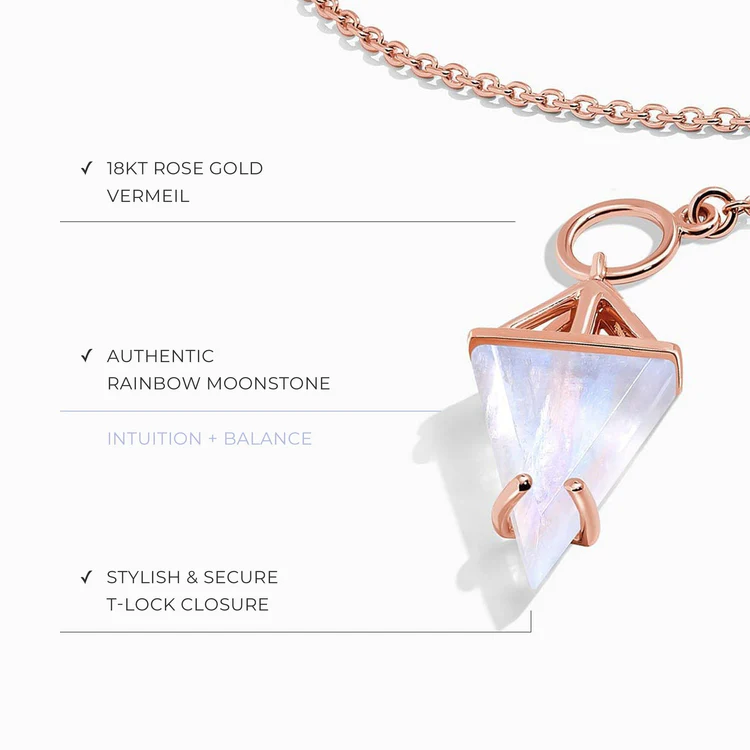 ✓ 18KT ROSE GOLD
VERMEIL
✓ AUTHENTIC
RAINBOW MOONSTONE
INTUITION + BALANCE
✓ STYLISH & SECURE
T-LOCK CLOSURE